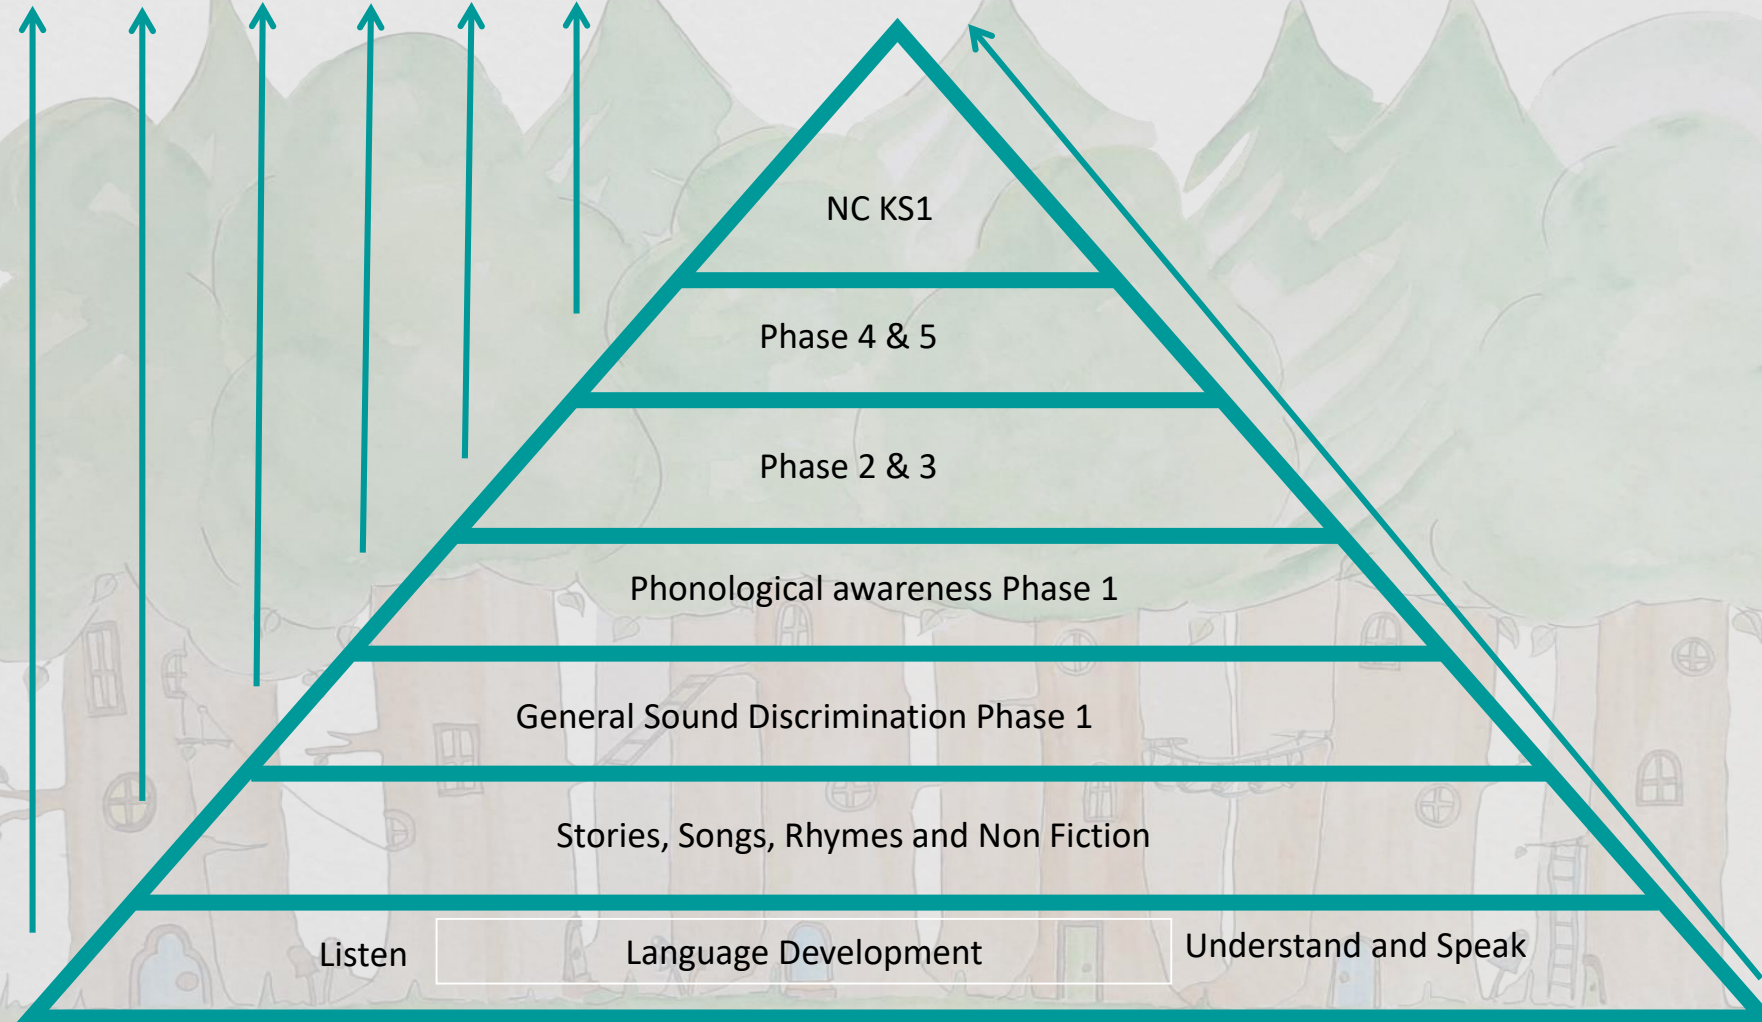 NC KS1
Phase 4 & 5
Phase 2 & 3
Phonological awareness Phase 1
General Sound Discrimination Phase 1
Stories, Songs, Rhymes and Non Fiction
Listen Language Development Understand and Speak